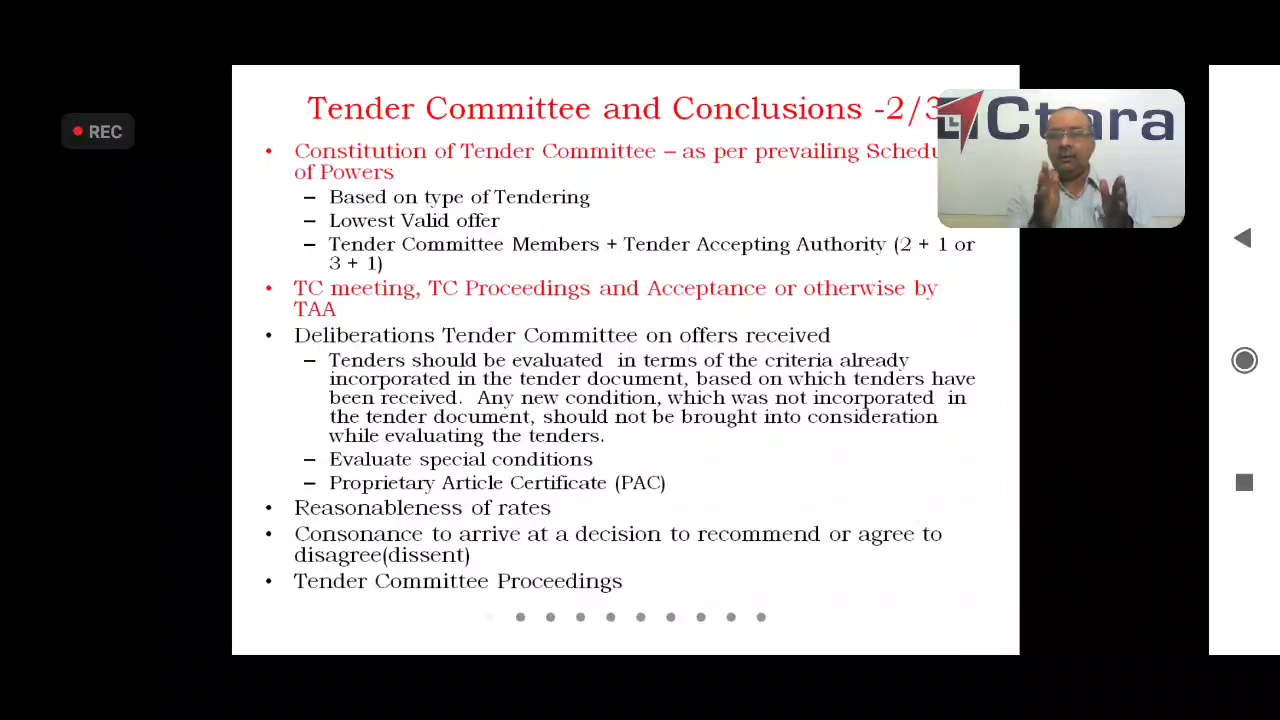 Tender Committee and Conclusions -2/3
REC
• Constitution of Tender Committee – as per prevailing
of Powers
– Based on type of Tendering
– Lowest Valid offer
– Tender Committee Members + Tender Accepting Authority (2 + 1 or
3 + 1)
• TC meeting, TC Proceedings and Acceptance or otherwise by
TAA
• Deliberations Tender Committee on offers received
– Tenders should be evaluated in terms of the criteria already
incorporated in the tender document, based on which tenders have
been received. Any new condition, which was not incorporated in
the tender document, should not be brought into consideration
while evaluating the tenders.
– Evaluate special conditions
– Proprietary Article Certificate (PAC)
• Reasonableness of rates
• Consonance to arrive at a decision to recommend or agree to
disagree(dissent)
• Tender Committee Proceedings